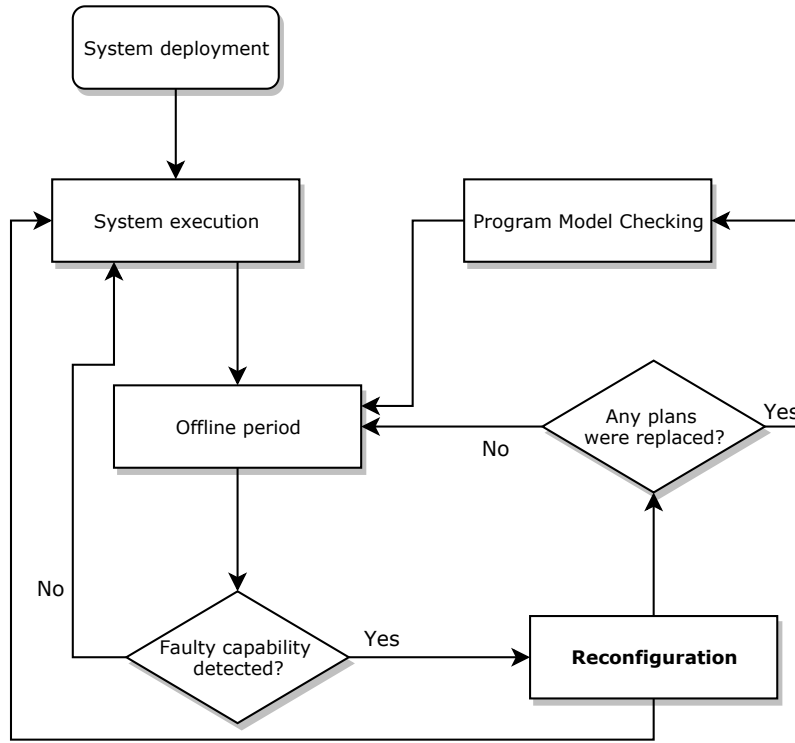 System deployment
System execution
Program Model Checking
Offline period
Any plans
were replaced?
Yes
No
No
Faulty capability
detected?
Yes
Reconfiguration